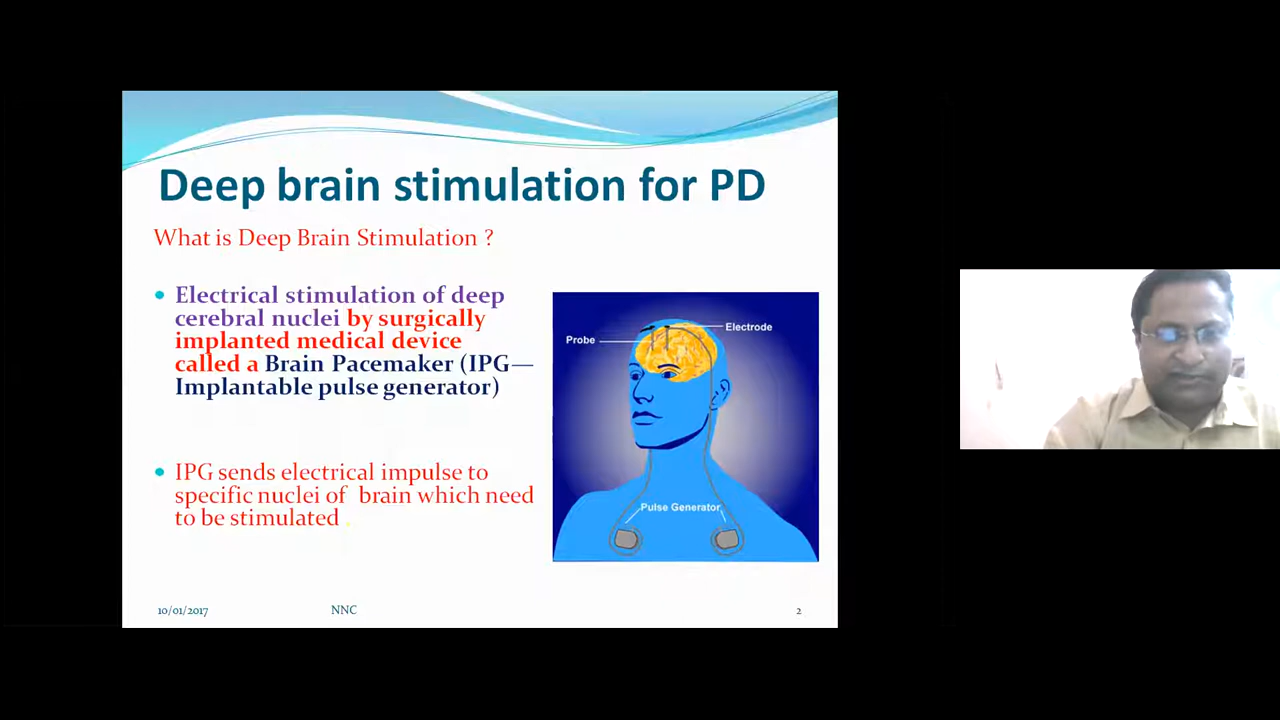 Deep brain stimulation for PD
What is Deep Brain Stimulation ?
• Electrical stimulation of deep
cerebral nuclei by surgically
implanted medical device
called a Brain Pacemaker (IPG—
Implantable pulse generator)
• IPG sends electrical impulse to
specific nuclei of brain which need
to be stimulated .
Electrode
Probe
Pulse Generator
10/01/2017
NNC
2